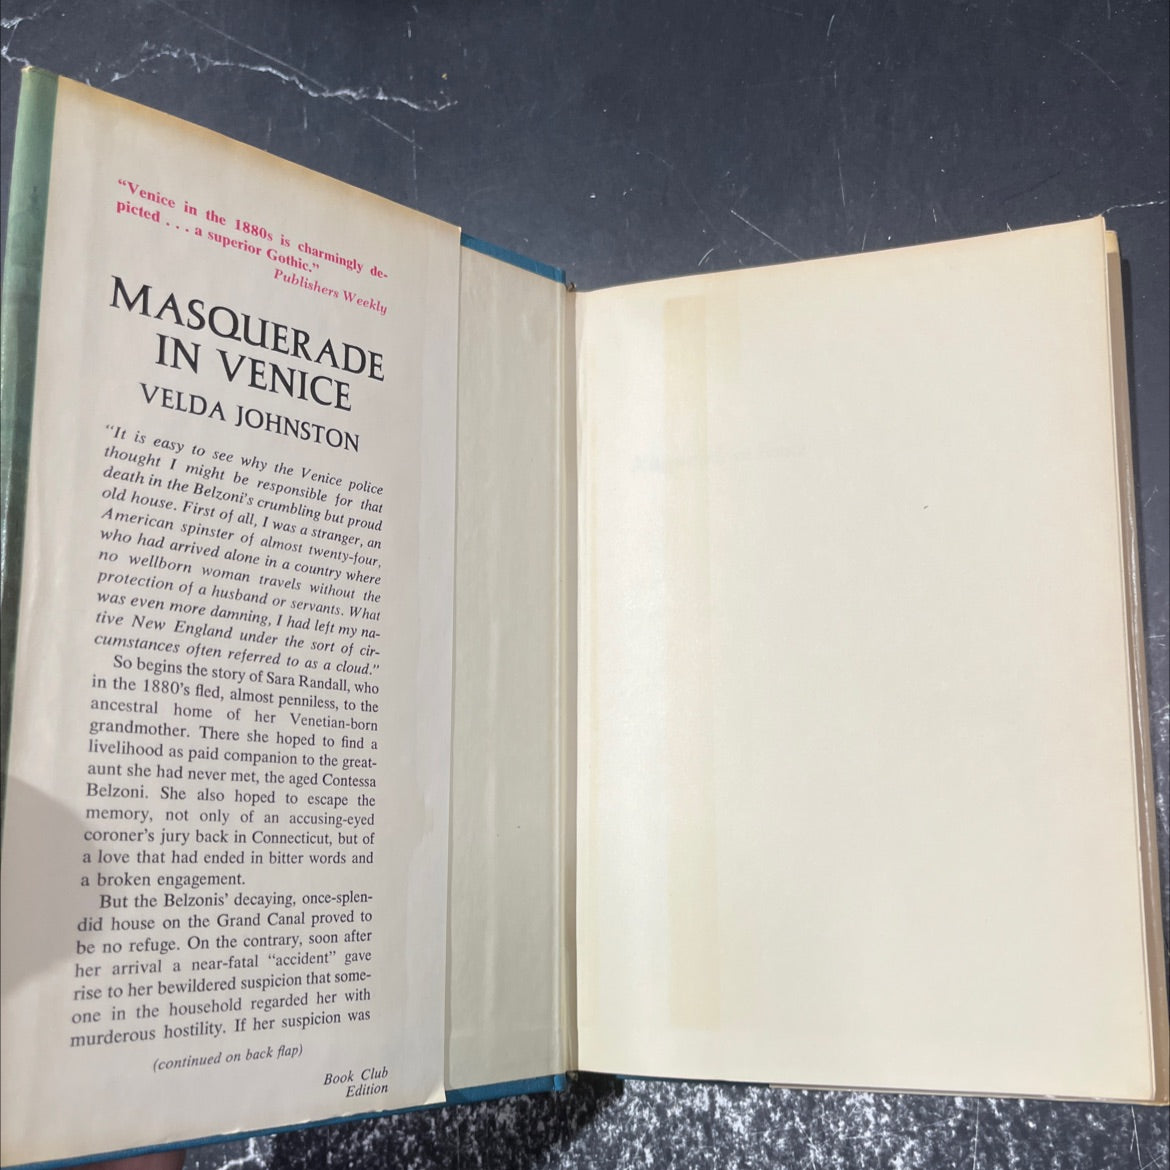 “Venice in the 1880s is charmingly de-
picted . . . a superior Gothic.”
Publishers Weekly
MASQUERADE
IN VENICE
VELDA JOHNSTON
“It is easy to see why the Venice police
thought I might be responsible for that
death in the Belzoni's crumbling but proud
old house. First of all, I was a stranger, an
American spinster of almost twenty-four,
who had arrived alone in a country where
no wellborn woman travels without the
protection of a husband or servants. What
was even more damning, I had left my na-
tive New England under the sort of cir-
cumstances often referred to as a cloud.”
So begins the story of Sara Randall, who
in the 1880's fled, almost penniless, to the
ancestral home of her Venetian-born
grandmother. There she hoped to find a
livelihood as paid companion to the great-
aunt she had never met, the aged Contessa
Belzoni. She also hoped to escape the
memory, not only of an accusing-eyed
coroner's jury back in Connecticut, but of
a love that had ended in bitter words and
a broken engagement.
But the Belzonis' decaying, once-splen-
did house on the Grand Canal proved to
be no refuge. On the contrary, soon after
her arrival a near-fatal “accident” gave
rise to her bewildered suspicion that some-
one in the household regarded her with
murderous hostility. If her suspicion was
(continued on back flap)
Book Club
Edition